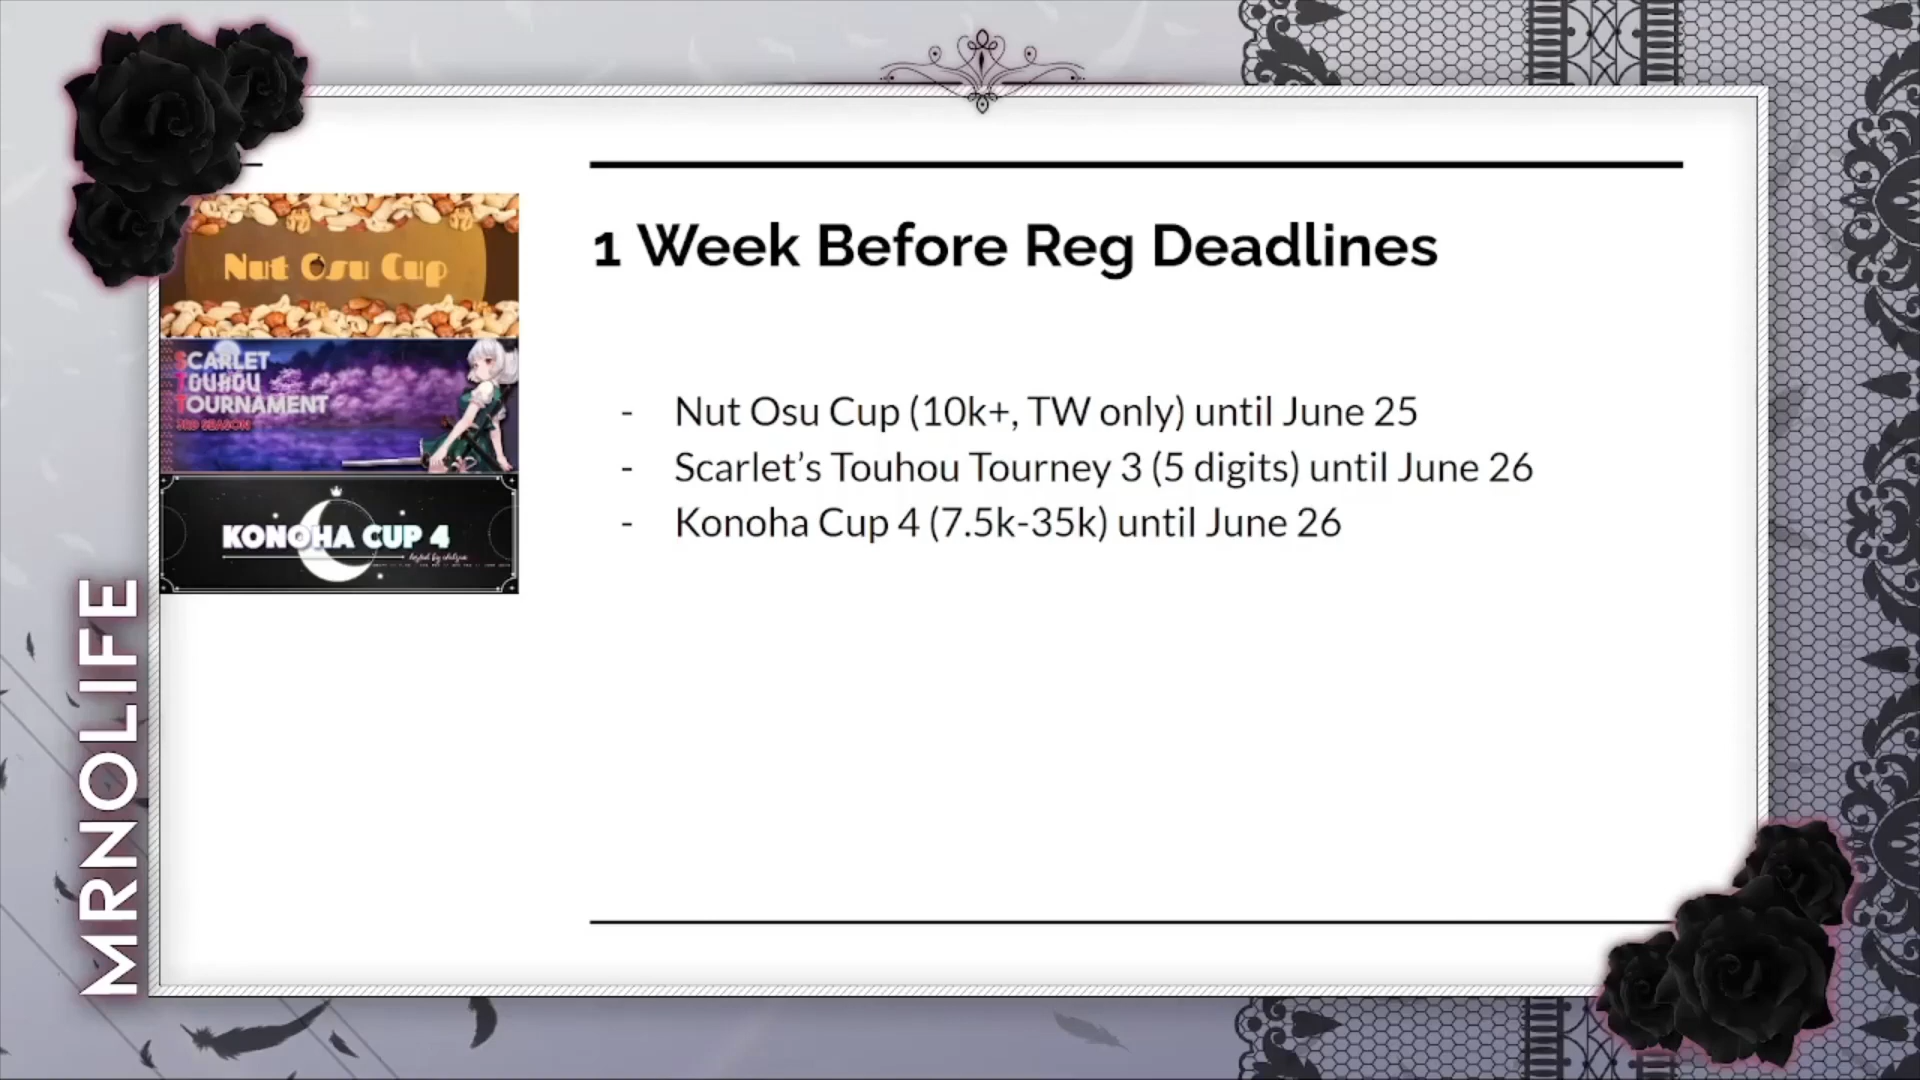 1 Week Before Reg Deadlines
Nut Osu Cup
SCARLET
TOUHOU
TOURNAMENT
3RD SEASON
KONOHA CUP 4
- Nut Osu Cup (10k+, TW only) until June 25
- Scarlet’s Touhou Tourney 3 (5 digits) until June 26
- Konoha Cup 4 (7.5k-35k) until June 26
MRNOLIFE